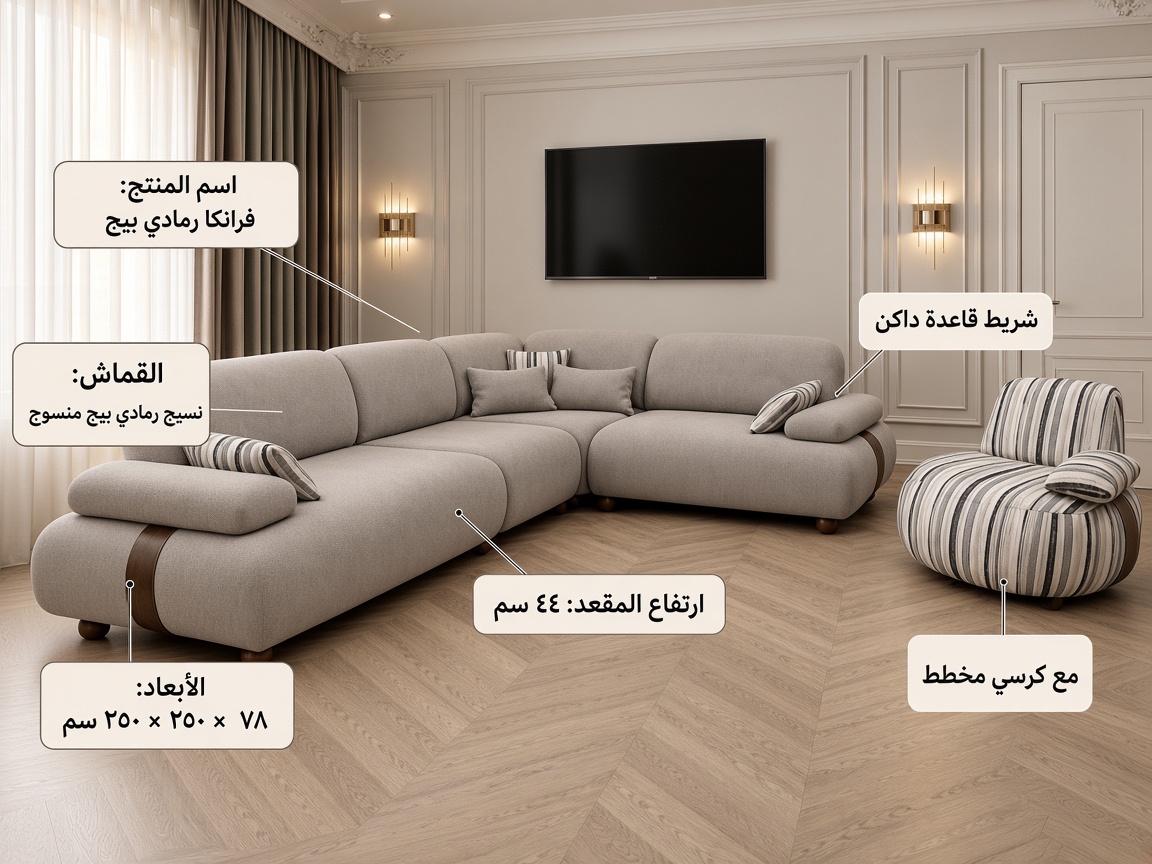 اسم المنتج:
فرانكا رمادي بيج
شريط قاعدة داكن
القماش:
نسيج رمادي بيج منسوج
ارتفاع المقعد: ٤٤ سم
مع كرسي مخطط
الأبعاد:
٧٨ × ٢٥٠ × ٢٥٠ سم